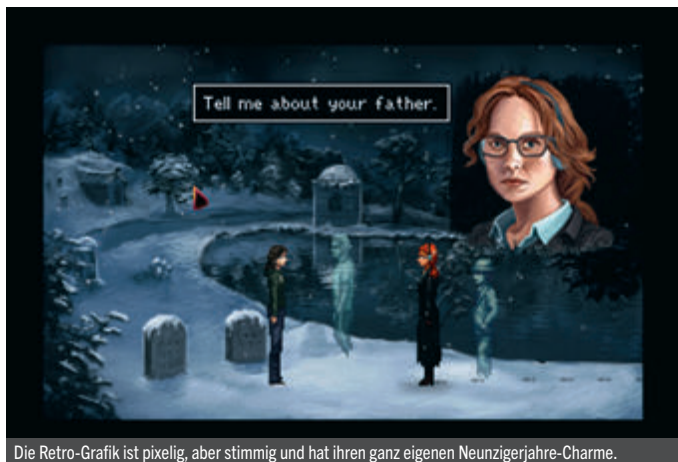 Tell me about your father.
Die Retro-Grafik ist pixelig, aber stimmig und hat ihren ganz eigenen Neunzigerjahre-Charme.